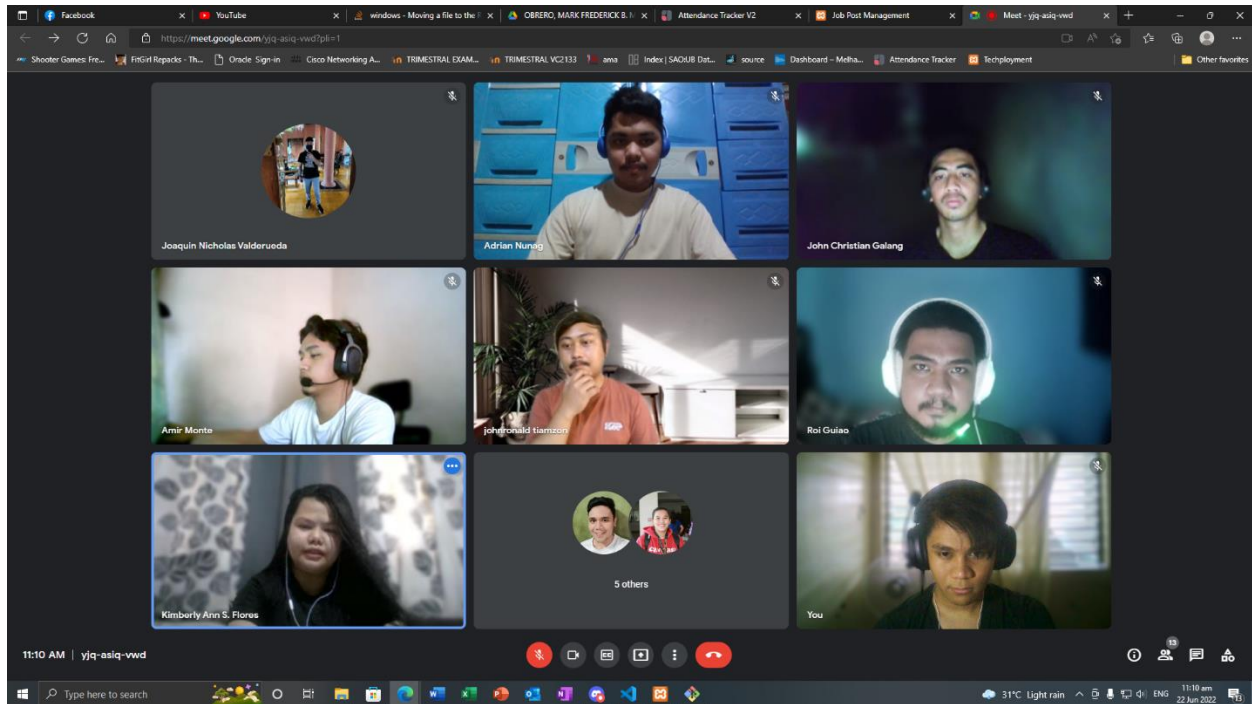 Facebook
YouTube
windows - Moving a file to the R
OBRERO, MARK FREDERICK B. M
Attendance Tracker V2
Job Post Management
Meet - yjq-asiq-vwd
https://meet.google.com/yjq-asiq-vwd?pli=1
Shooter Games: Fre...
FitGirl Repacks - Th...
Oracle Sign-in
Cisco Networking A...
TRIMESTRAL EXAM...
TRIMESTRAL VC2133
ama
Index | SAO:UB Dat...
source
Dashboard – Melha...
Attendance Tracker
Techployment
Other favorites
Joaquin Nicholas Valderueda
Adrian Nunag
John Christian Galang
Amir Monte
johnronald tiamzon
Roi Guiao
Kimberly Ann S. Flores
5 others
You
11:10 AM | yjq-asiq-vwd
13
Type here to search
31°C Light rain
ENG
11:10 am
22 Jun 2022